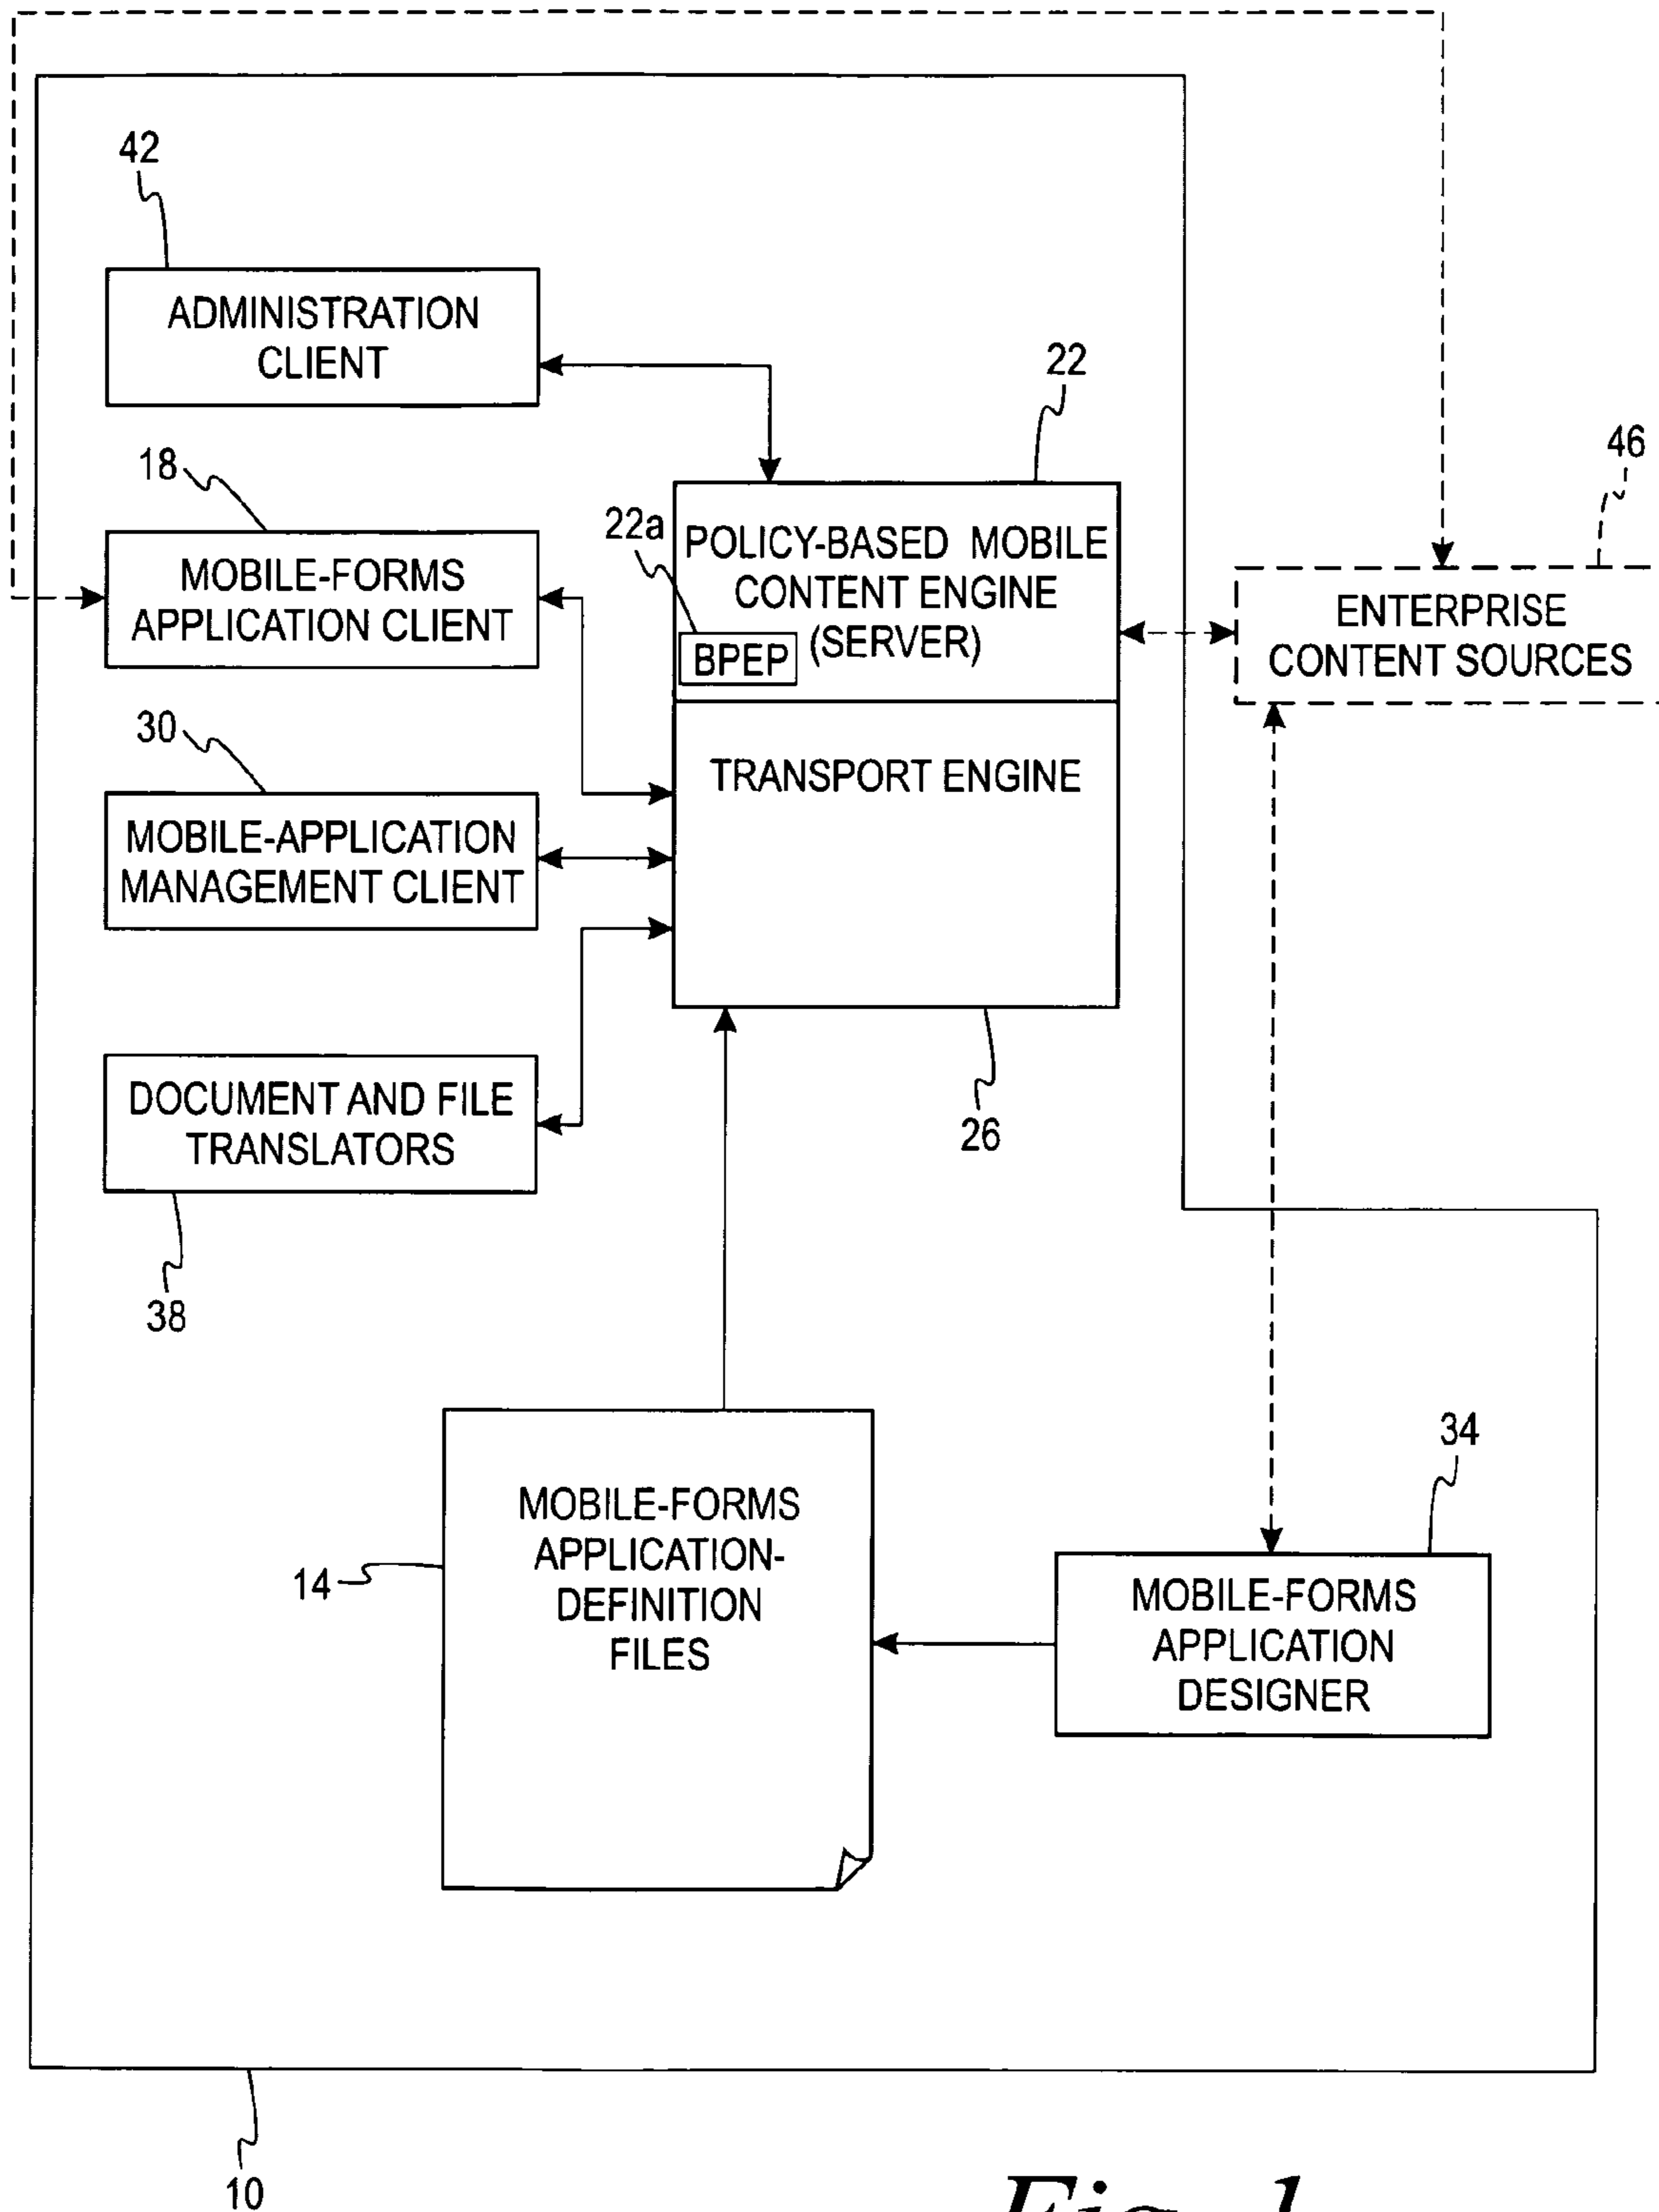 42
ADMINISTRATION
CLIENT
22
46
18
22a
MOBILE-FORMS
APPLICATION CLIENT
POLICY-BASED MOBILE
CONTENT ENGINE
(SERVER)
BPEP
ENTERPRISE
CONTENT SOURCES
30
MOBILE-APPLICATION
MANAGEMENT CLIENT
TRANSPORT ENGINE
DOCUMENT AND FILE
TRANSLATORS
26
38
34
14
MOBILE-FORMS
APPLICATION-
DEFINITION
FILES
MOBILE-FORMS
APPLICATION
DESIGNER
10
Fig. 1